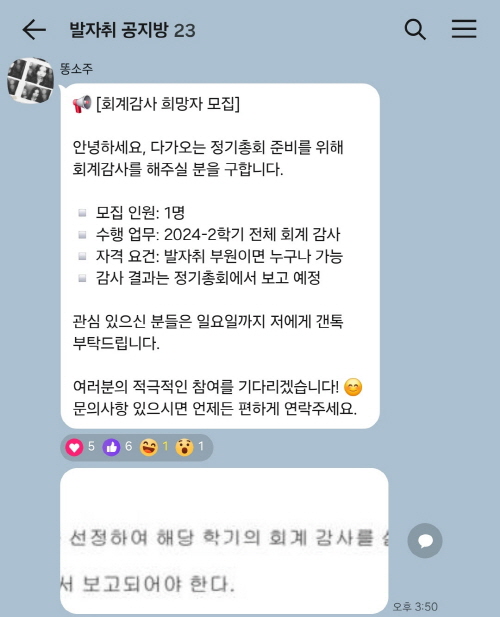 발자취 공지방 23
똥소주
[회계감사 희망자 모집]
안녕하세요, 다가오는 정기총회 준비를 위해
회계감사를 해주실 분을 구합니다.
모집 인원: 1명
수행 업무: 2024-2학기 전체 회계 감사
자격 요건: 발자취 부원이면 누구나 가능
감사 결과는 정기총회에서 보고 예정
관심 있으신 분들은 일요일까지 저에게 갠톡
부탁드립니다.
여러분의 적극적인 참여를 기다리겠습니다! 😊
문의사항 있으시면 언제든 편하게 연락주세요.
5 6 1 1
선정하여 해당 학기의 회계 감사를
보고되어야 한다.
오후 3:50